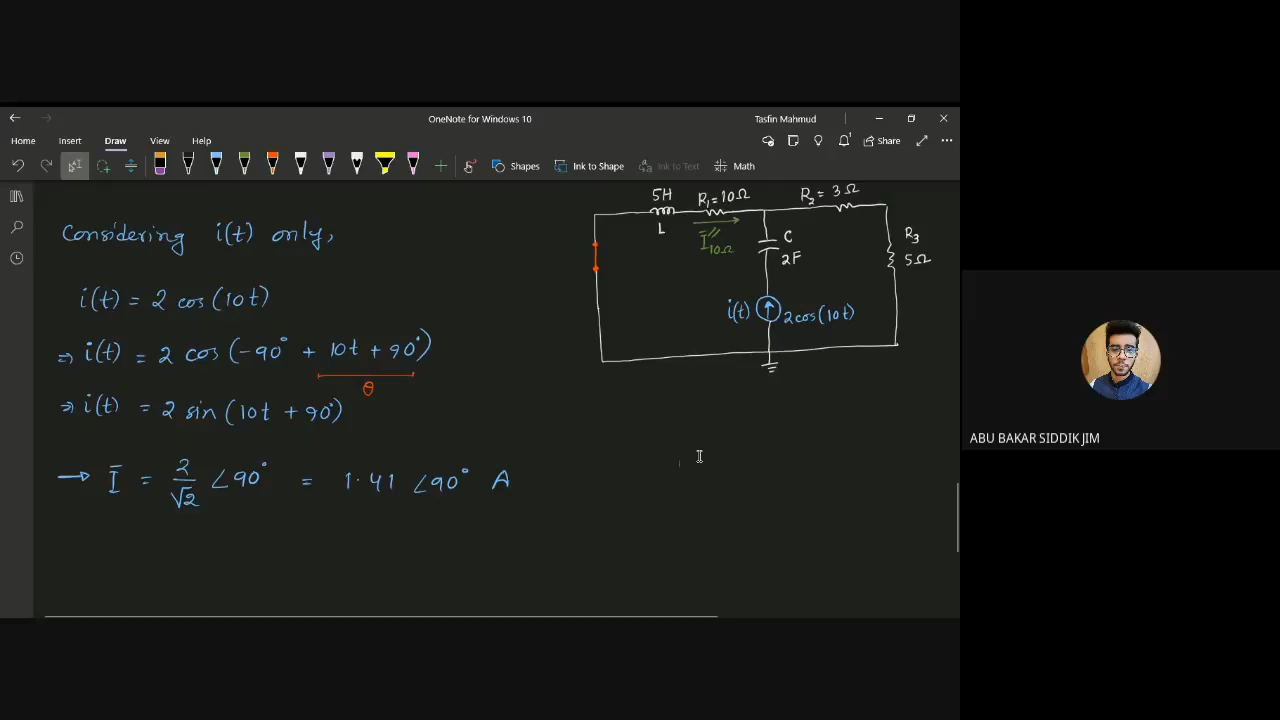 OneNote for Windows 10
Tasfin Mahmud
Home Insert Draw View Help
Share
Shapes Ink to Shape Ink to Text Math
Considering i(t) only,
i(t) = 2 cos(10t)
⇒ i(t) = 2 cos(-90° + 10t + 90°)
θ
⇒ i(t) = 2 sin(10t + 90°)
→ Ī = 2/√2 ∠90° = 1.41 ∠90° A
5H
L
R₁=10Ω
R₂= 3Ω
Ī″10Ω
C
2F
R₃
5Ω
i(t)
2cos(10t)
ABU BAKAR SIDDIK JIM